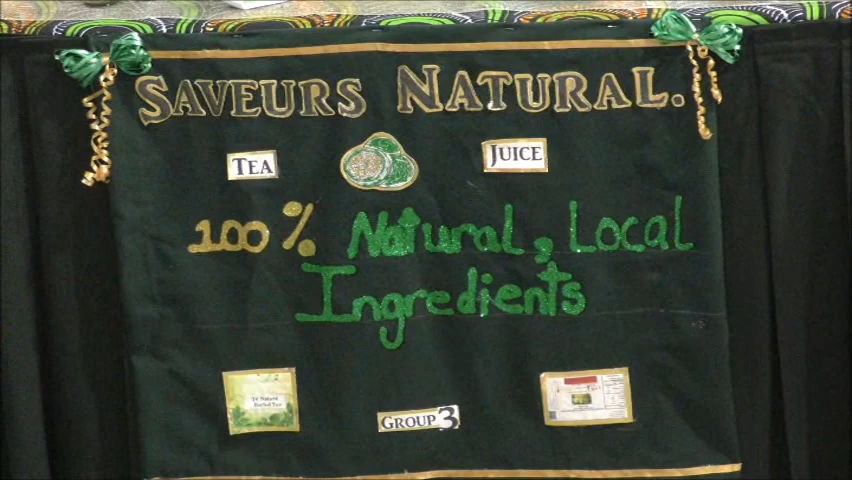 SAVEURS NATURAL.
TEA
JUICE
100% Natural, Local
Ingredients
GROUP 3